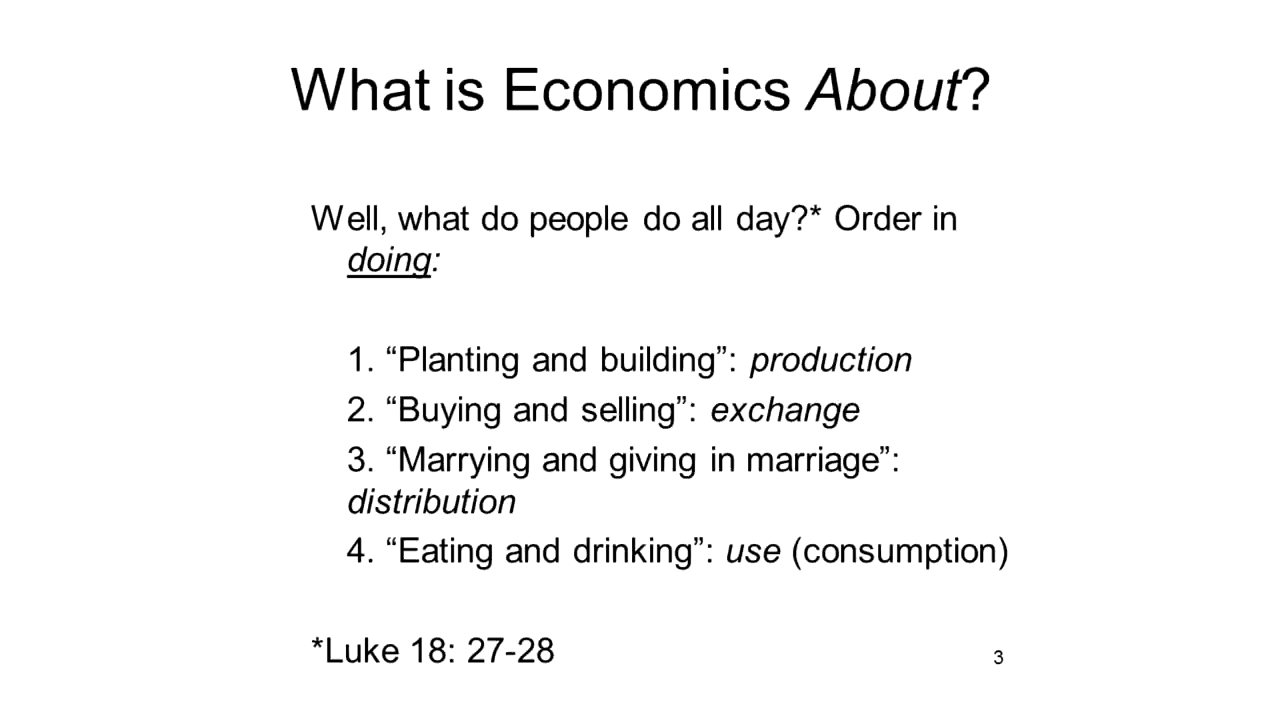 What is Economics About?
Well, what do people do all day?* Order in
doing:
1. “Planting and building”: production
2. “Buying and selling”: exchange
3. “Marrying and giving in marriage”:
distribution
4. “Eating and drinking”: use (consumption)
*Luke 18: 27-28
3